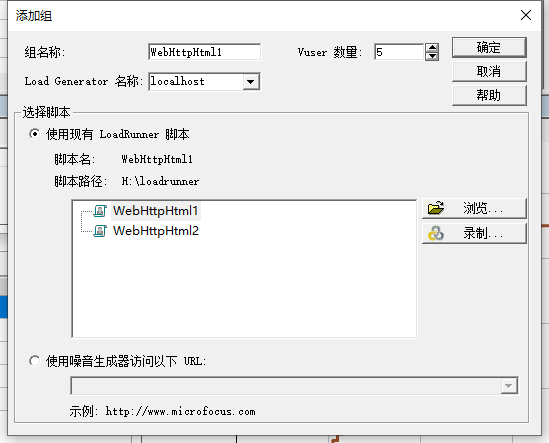 添加组
组名称: WebHttpHtml1 Vuser 数量: 5 确定
取消
Load Generator 名称: localhost
帮助
选择脚本
使用现有 LoadRunner 脚本
脚本名: WebHttpHtml1
脚本路径: H:\loadrunner
WebHttpHtml1 浏览...
WebHttpHtml2 录制...
使用噪音生成器访问以下 URL:
示例: http://www.microfocus.com